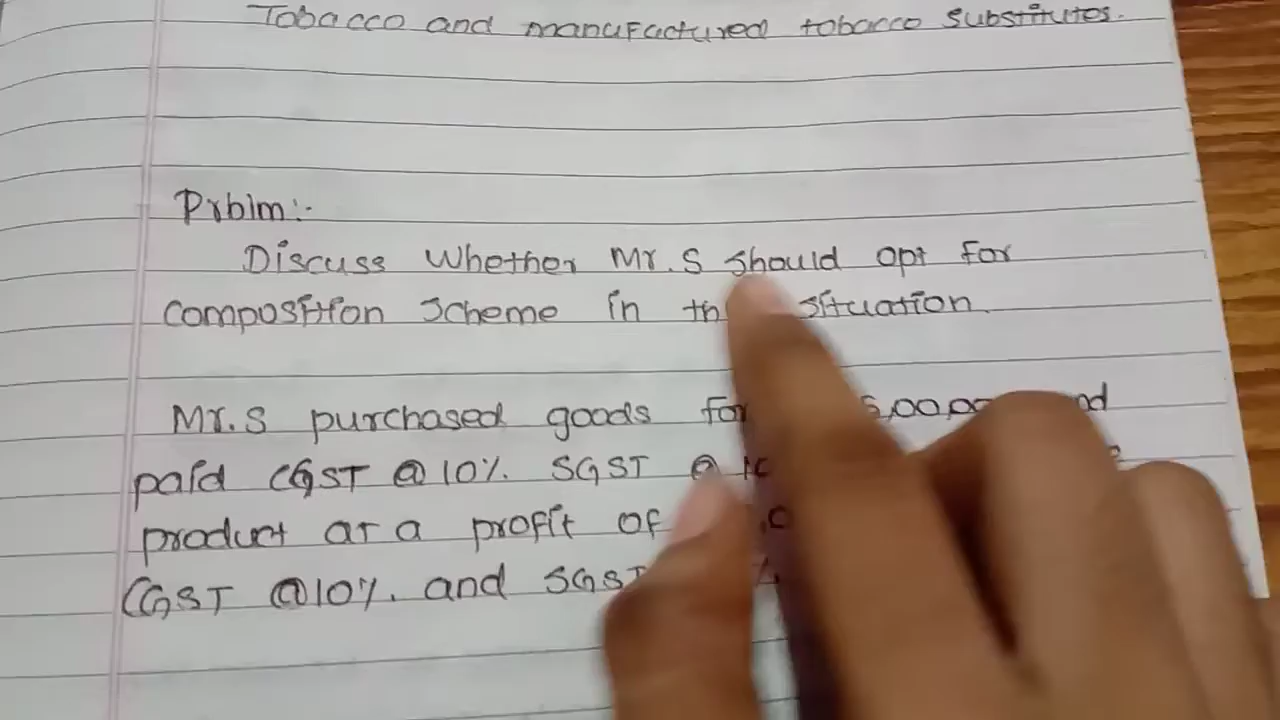 Tobacco and manufactured tobacco substitutes.
Prblm:-
Discuss whether Mr.S should opt for
composition scheme in th situation.
Mr.S purchased goods for
paid CGST @ 10%. SGST @
product at a profit of
CGST @10%. and SGST